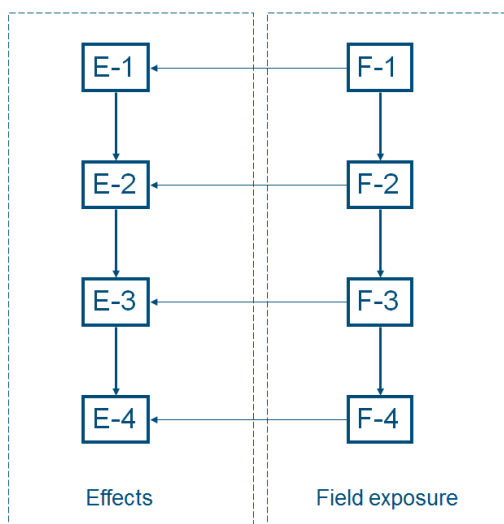 E-1 F-1
E-2 F-2
E-3 F-3
E-4 F-4
Effects Field exposure